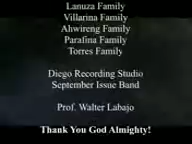 Lanuza Family
Villarina Family
Ahwireng Family
Parafina Family
Torres Family
Diego Recording Studio
September Issue Band
Prof. Walter Labajo
Thank You God Almighty!